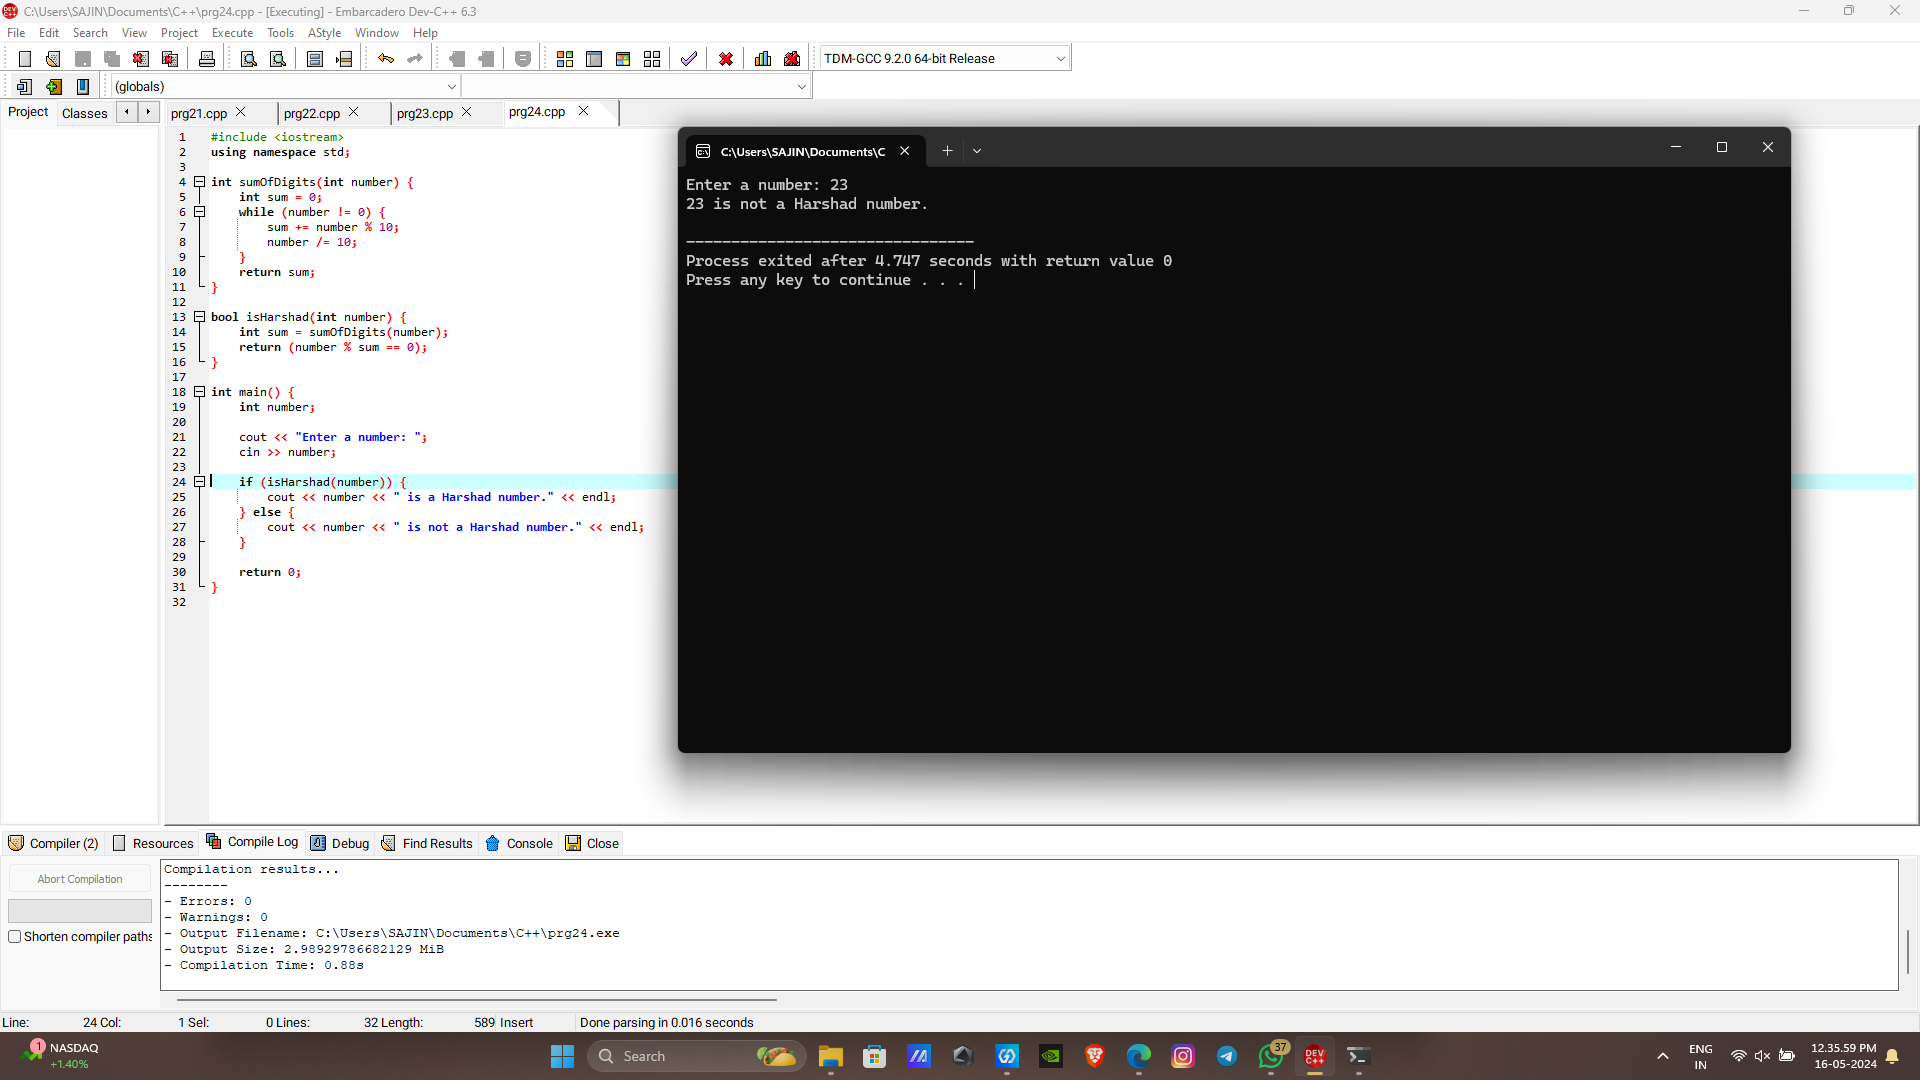 C:\Users\SAJIN\Documents\C++\prg24.cpp - [Executing] - Embarcadero Dev-C++ 6.3
File Edit Search View Project Execute Tools AStyle Window Help
TDM-GCC 9.2.0 64-bit Release
(globals)
Project Classes prg21.cpp prg22.cpp prg23.cpp prg24.cpp
1 #include <iostream>
2 using namespace std;
3
4 int sumOfDigits(int number) {
5 int sum = 0;
6 while (number != 0) {
7 sum += number % 10;
8 number /= 10;
9 }
10 return sum;
11 }
12
13 bool isHarshad(int number) {
14 int sum = sumOfDigits(number);
15 return (number % sum == 0);
16 }
17
18 int main() {
19 int number;
20
21 cout << "Enter a number: ";
22 cin >> number;
23
24 if (isHarshad(number)) {
25 cout << number << " is a Harshad number." << endl;
26 } else {
27 cout << number << " is not a Harshad number." << endl;
28 }
29
30 return 0;
31 }
32
C:\Users\SAJIN\Documents\C
Enter a number: 23
23 is not a Harshad number.
--------------------------------
Process exited after 4.747 seconds with return value 0
Press any key to continue . . .
Compiler (2) Resources Compile Log Debug Find Results Console Close
Abort Compilation
Shorten compiler paths
Compilation results...
--------
- Errors: 0
- Warnings: 0
- Output Filename: C:\Users\SAJIN\Documents\C++\prg24.exe
- Output Size: 2.98929786682129 MiB
- Compilation Time: 0.88s
Line: 24 Col: 1 Sel: 0 Lines: 32 Length: 589 Insert Done parsing in 0.016 seconds
1 NASDAQ
+1.40%
Search
37
DEV C++
ENG
IN
12.35.59 PM
16-05-2024